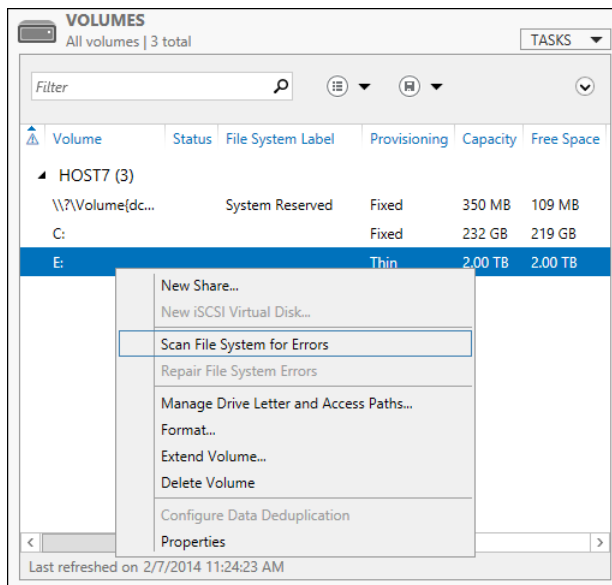 VOLUMES
All volumes | 3 total
TASKS
Filter
Volume Status File System Label Provisioning Capacity Free Space
HOST7 (3)
\\?\Volume{dc... System Reserved Fixed 350 MB 109 MB
C: Fixed 232 GB 219 GB
E: Thin 2.00 TB 2.00 TB
New Share...
New iSCSI Virtual Disk...
Scan File System for Errors
Repair File System Errors
Manage Drive Letter and Access Paths...
Format...
Extend Volume...
Delete Volume
Configure Data Deduplication
Properties
Last refreshed on 2/7/2014 11:24:23 AM